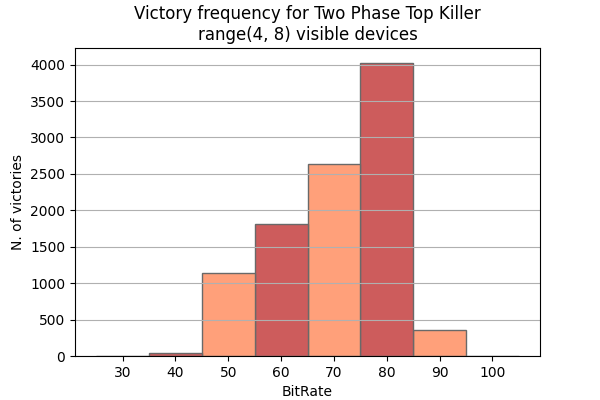 Victory frequency for Two Phase Top Killer
range(4, 8) visible devices
4000
3500
3000
2500
2000
1500
1000
500
0
N. of victories
30 40 50 60 70 80 90 100
BitRate